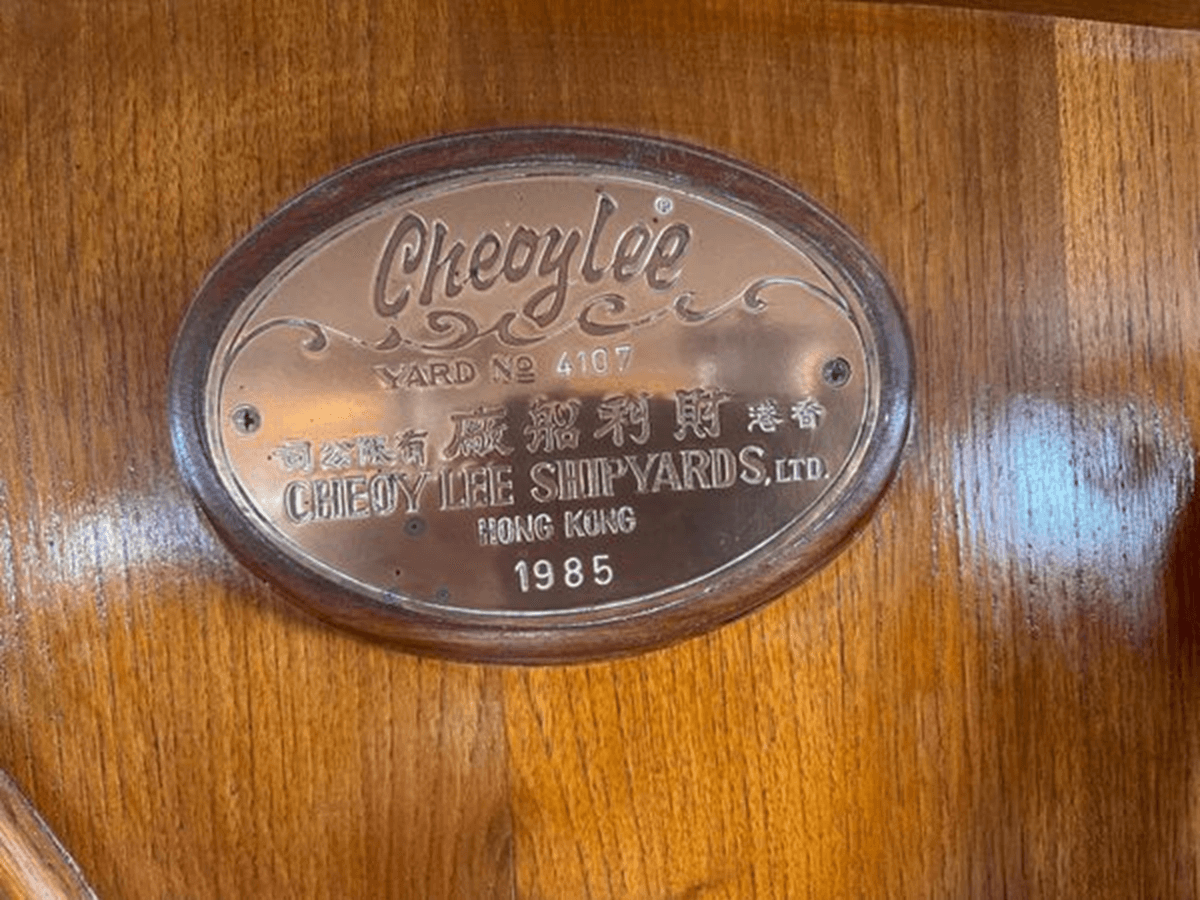 Cheoylee ®
YARD Nº 4107
香港財利船廠有限公司
CHEOY LEE SHIPYARDS, LTD.
HONG KONG
1985